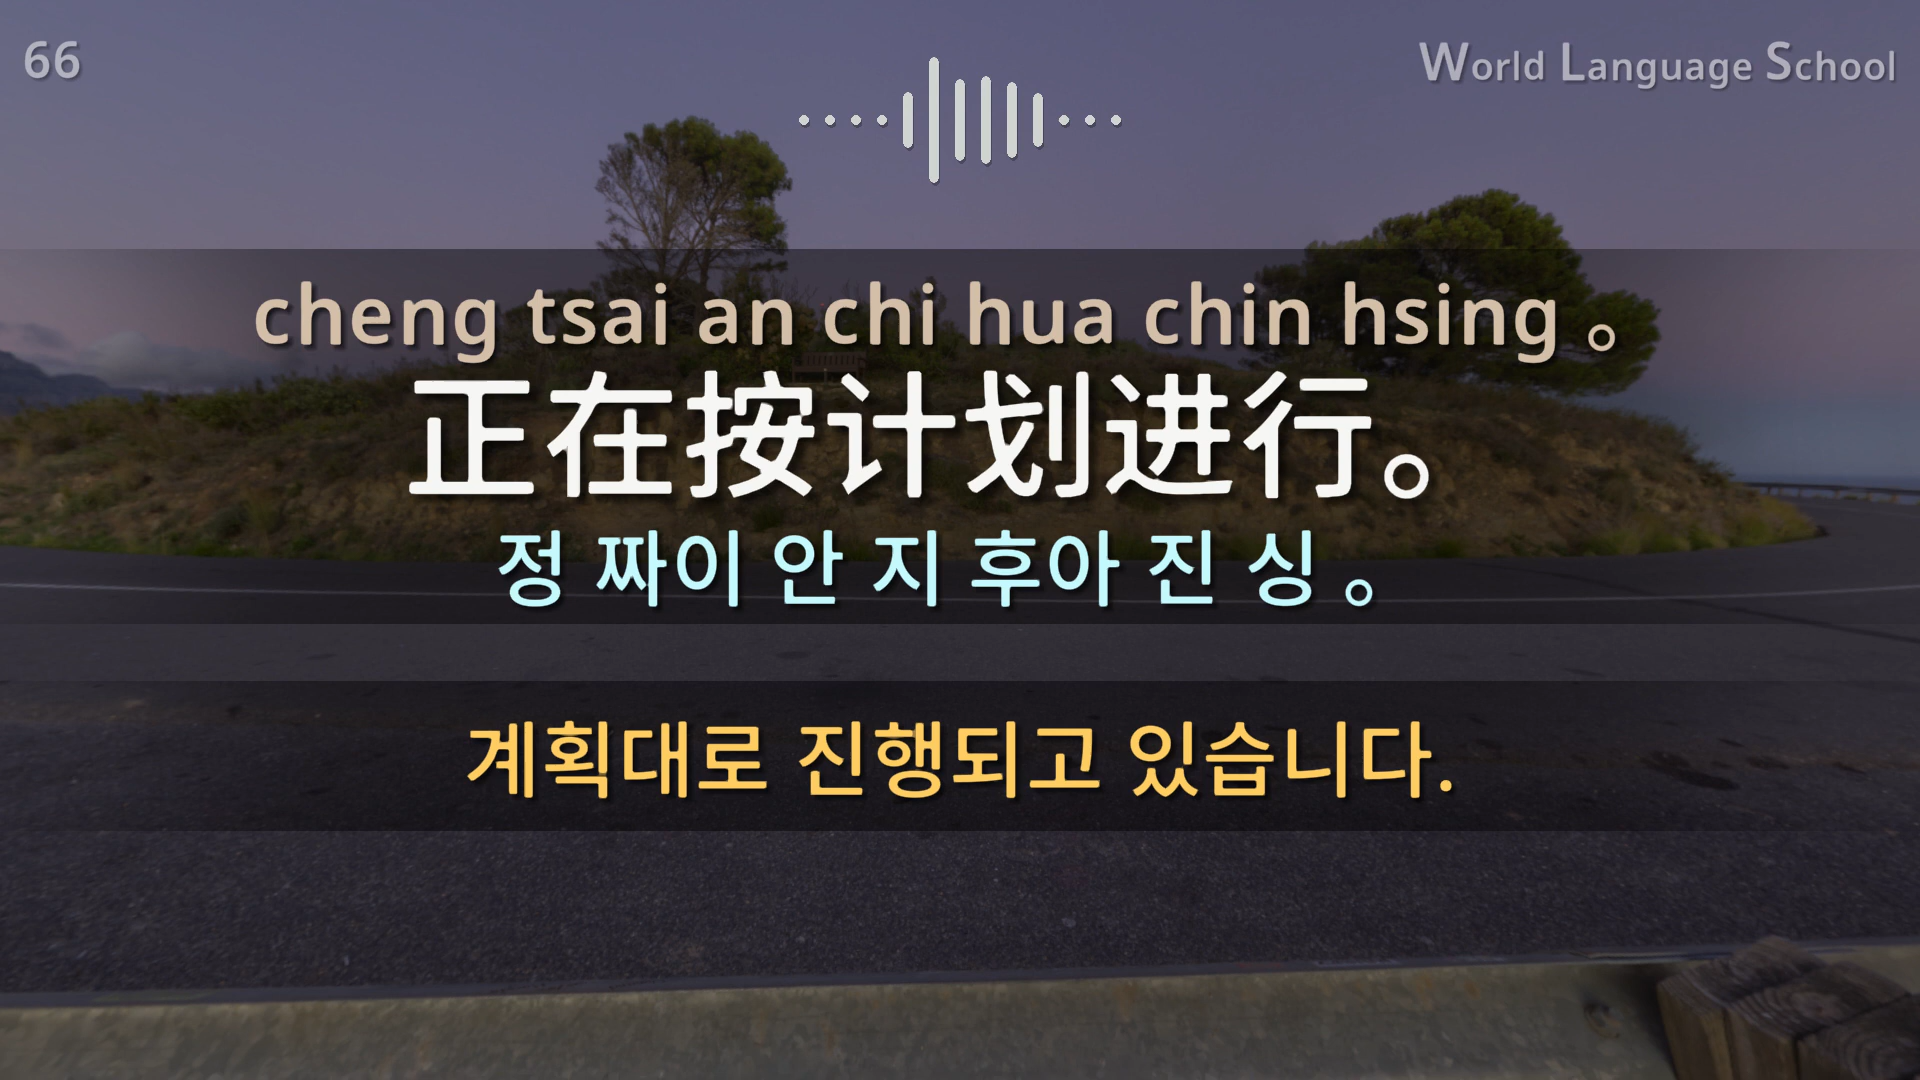 66
World Language School
cheng tsai an chi hua chin hsing 。
正在按计划进行。
정 짜이 안 지 후아 진 싱 。
계획대로 진행되고 있습니다.